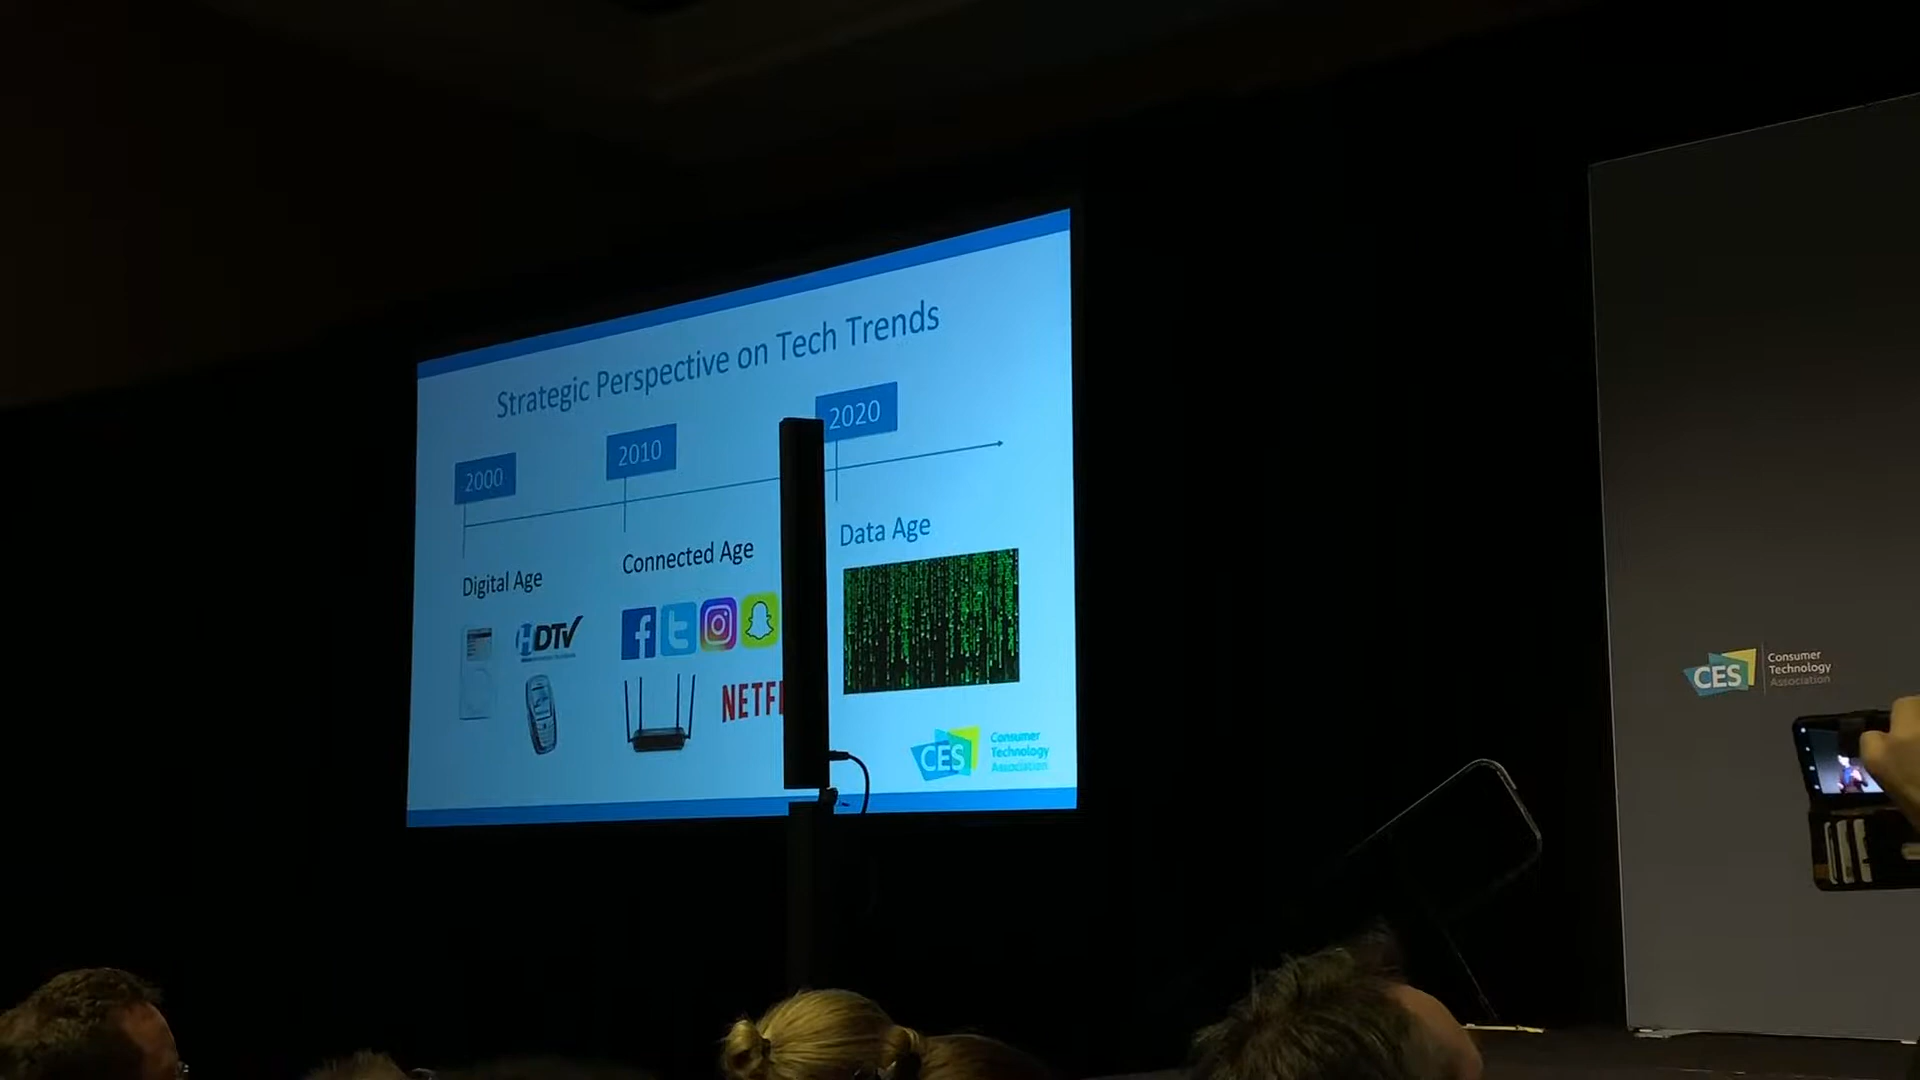 Strategic Perspective on Tech Trends
2000
2010
2020
Digital Age
Connected Age
Data Age
HDTV
f
t
NETF
CES
Consumer
Technology
Association
CES
Consumer
Technology
Association